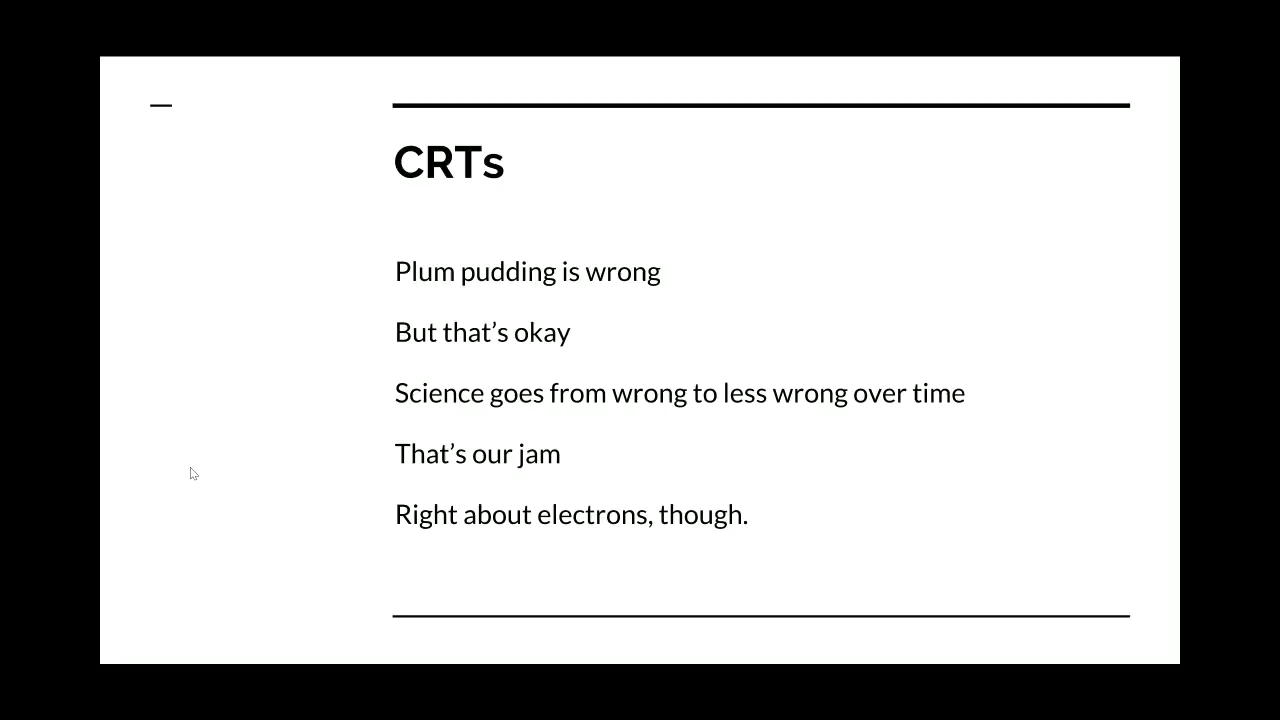 CRTs
Plum pudding is wrong
But that’s okay
Science goes from wrong to less wrong over time
That’s our jam
Right about electrons, though.